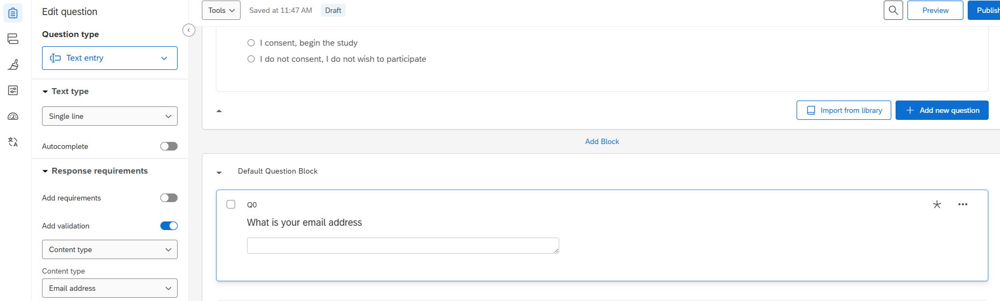 Edit question
Question type
Text entry
Text type
Single line
Autocomplete
Response requirements
Add requirements
Add validation
Content type
Content type
Email address
Tools
Saved at 11:47 AM
Draft
Preview
Publish
I consent, begin the study
I do not consent, I do not wish to participate
Import from library
Add new question
Add Block
Default Question Block
Q0
What is your email address